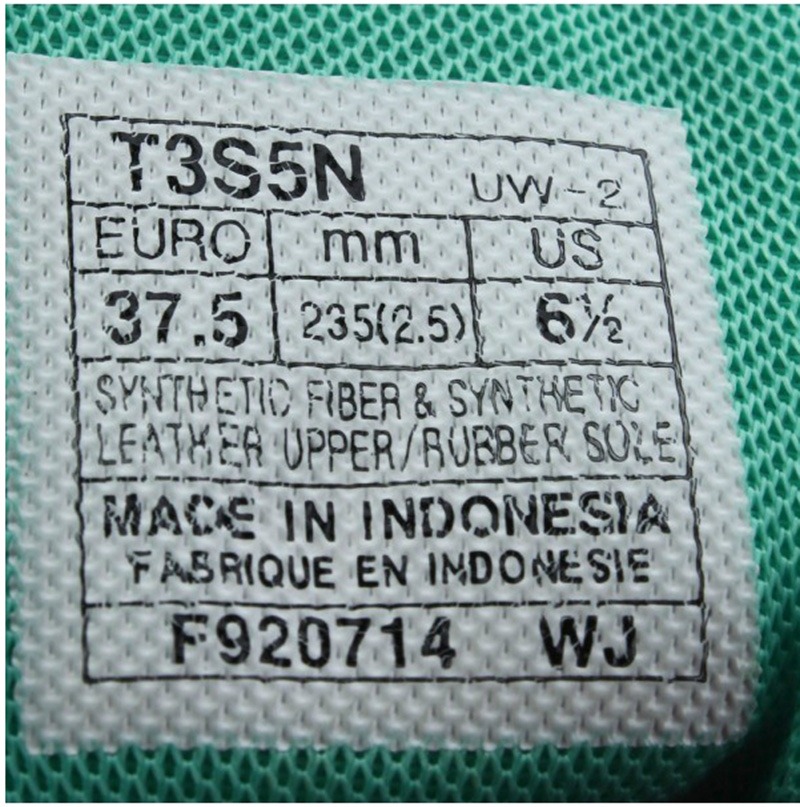 T3S5N UW-2
EURO mm US
37.5 235(2.5) 6½
SYNTHETIC FIBER & SYNTHETIC
LEATHER UPPER/RUBBER SOLE
MADE IN INDONESIA
FABRIQUE EN INDONESIE
F920714 WJ